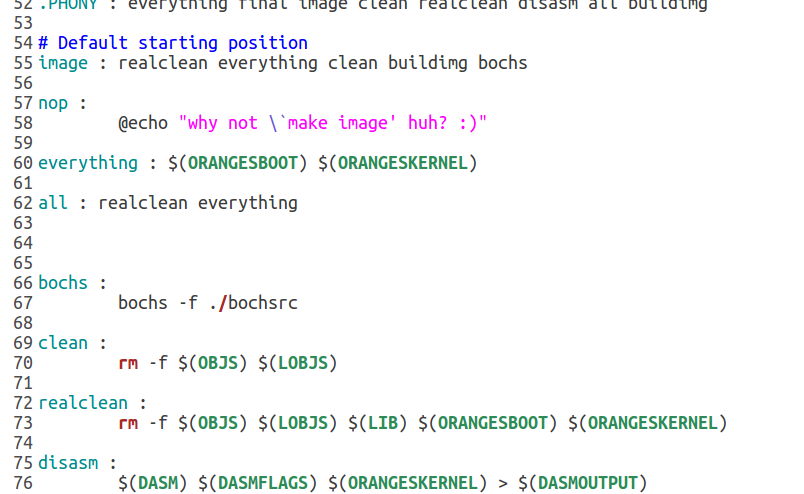 52 .PHONY : everything final image clean realclean disasm all buildimg
53
54 # Default starting position
55 image : realclean everything clean buildimg bochs
56
57 nop :
58 @echo "why not \`make image' huh? :)"
59
60 everything : $(ORANGESBOOT) $(ORANGESKERNEL)
61
62 all : realclean everything
63
64
65
66 bochs :
67 bochs -f ./bochsrc
68
69 clean :
70 rm -f $(OBJS) $(LOBJS)
71
72 realclean :
73 rm -f $(OBJS) $(LOBJS) $(LIB) $(ORANGESBOOT) $(ORANGESKERNEL)
74
75 disasm :
76 $(DASM) $(DASMFLAGS) $(ORANGESKERNEL) > $(DASMOUTPUT)